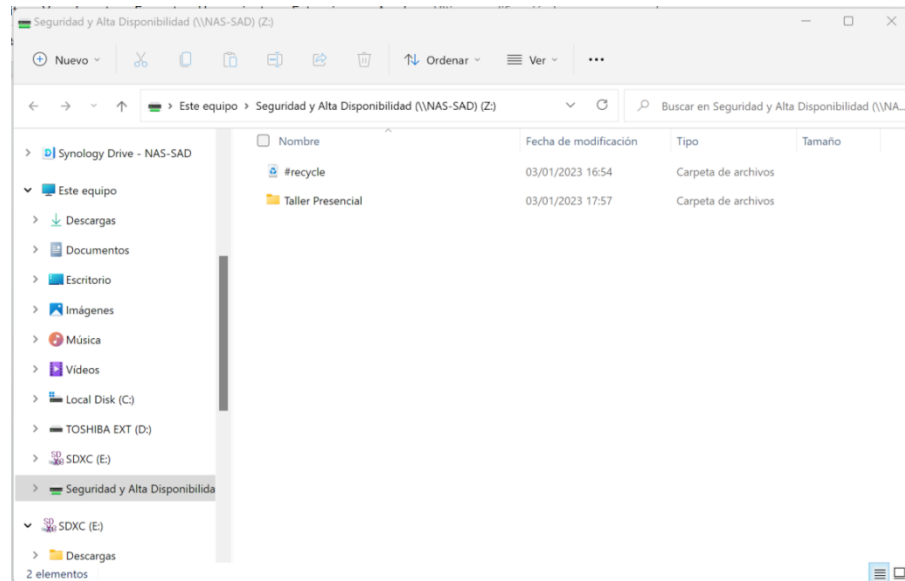 Seguridad y Alta Disponibilidad (\\NAS-SAD) (Z:)
Nuevo
Ordenar
Ver
Este equipo > Seguridad y Alta Disponibilidad (\\NAS-SAD) (Z:)
Buscar en Seguridad y Alta Disponibilidad (\\NA...
Nombre Fecha de modificación Tipo Tamaño
#recycle 03/01/2023 16:54 Carpeta de archivos
Taller Presencial 03/01/2023 17:57 Carpeta de archivos
Synology Drive - NAS-SAD
Este equipo
Descargas
Documentos
Escritorio
Imágenes
Música
Vídeos
Local Disk (C:)
TOSHIBA EXT (D:)
SDXC (E:)
Seguridad y Alta Disponibilida
SDXC (E:)
Descargas
2 elementos